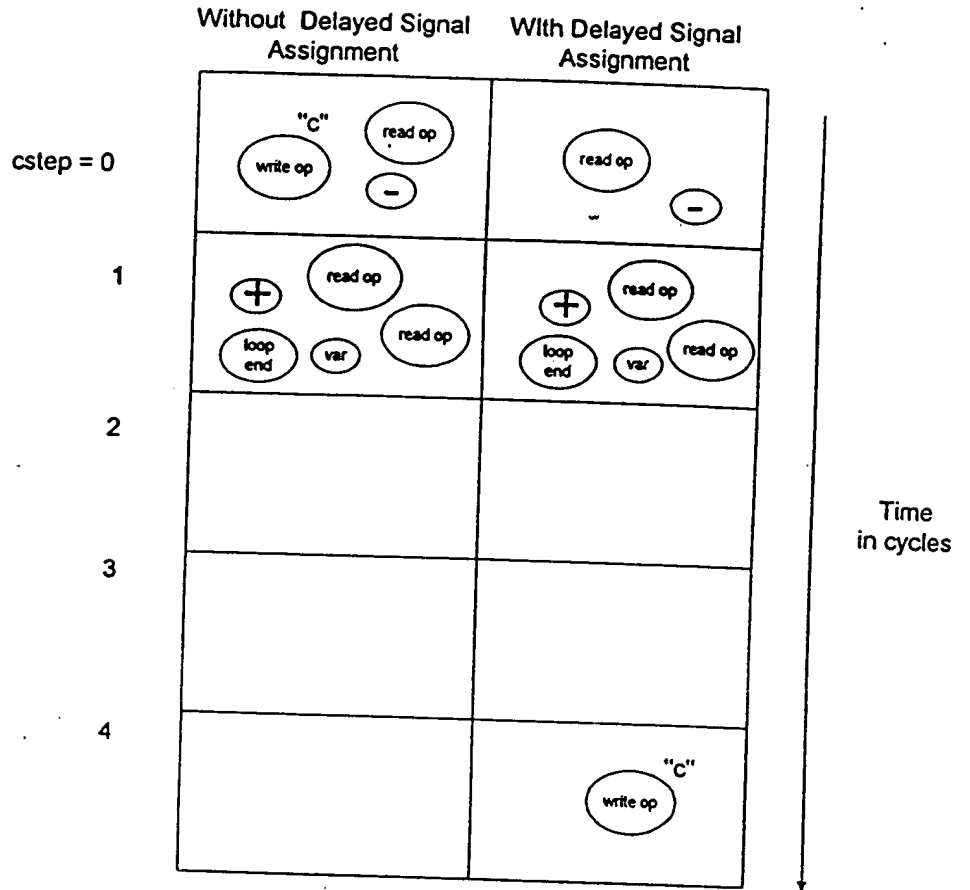 Without Delayed Signal
Assignment
WIth Delayed Signal
Assignment
cstep = 0
"C"
write op
read op
−
read op
−
1
+
read op
read op
loop
end
var
+
read op
read op
loop
end
var
2
3
4
"C"
write op
Time
in cycles